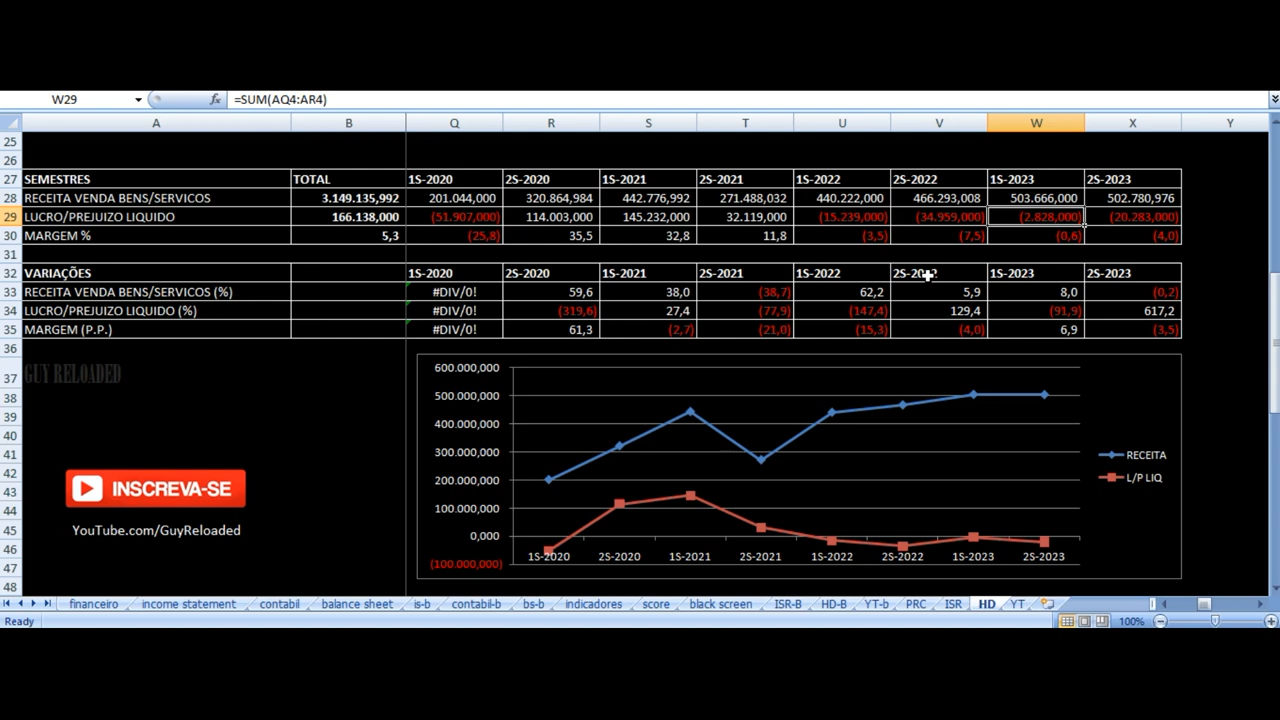 W29 fx =SUM(AQ4:AR4)
A B Q R S T U V W X Y
25
26
27 SEMESTRES TOTAL 1S-2020 2S-2020 1S-2021 2S-2021 1S-2022 2S-2022 1S-2023 2S-2023
28 RECEITA VENDA BENS/SERVICOS 3.149.135,992 201.044,000 320.864,984 442.776,992 271.488,032 440.222,000 466.293,008 503.666,000 502.780,976
29 LUCRO/PREJUIZO LIQUIDO 166.138,000 (51.907,000) 114.003,000 145.232,000 32.119,000 (15.239,000) (34.959,000) (2.828,000) (20.283,000)
30 MARGEM % 5,3 (25,8) 35,5 32,8 11,8 (3,5) (7,5) (0,6) (4,0)
31
32 VARIAÇÕES 1S-2020 2S-2020 1S-2021 2S-2021 1S-2022 2S-2022 1S-2023 2S-2023
33 RECEITA VENDA BENS/SERVICOS (%) #DIV/0! 59,6 38,0 (38,7) 62,2 5,9 8,0 (0,2)
34 LUCRO/PREJUIZO LIQUIDO (%) #DIV/0! (319,6) 27,4 (77,9) (147,4) 129,4 (91,9) 617,2
35 MARGEM (P.P.) #DIV/0! 61,3 (2,7) (21,0) (15,3) (4,0) 6,9 (3,5)
36
37 GUY RELOADED
38
39
40
41
42
43
44
45
46
47
48
INSCREVA-SE
YouTube.com/GuyReloaded
600.000,000
500.000,000
400.000,000
300.000,000
200.000,000
100.000,000
0,000
(100.000,000)
1S-2020 2S-2020 1S-2021 2S-2021 1S-2022 2S-2022 1S-2023 2S-2023
RECEITA
L/P LIQ
financeiro income statement contabil balance sheet is-b contabil-b bs-b indicadores score black screen ISR-B HD-B YT-b PRC ISR HD YT
Ready 100%